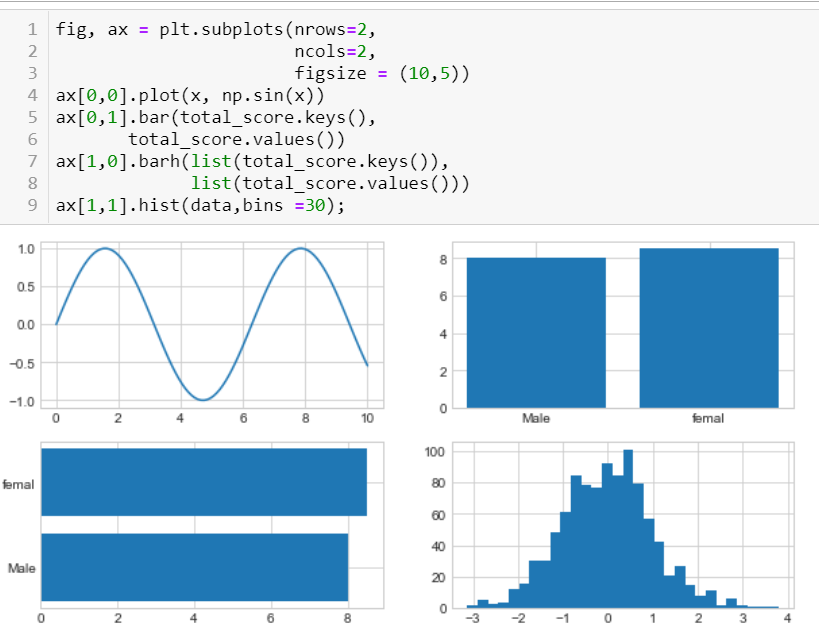 1 fig, ax = plt.subplots(nrows=2,
2 ncols=2,
3 figsize = (10,5))
4 ax[0,0].plot(x, np.sin(x))
5 ax[0,1].bar(total_score.keys(),
6 total_score.values())
7 ax[1,0].barh(list(total_score.keys()),
8 list(total_score.values()))
9 ax[1,1].hist(data,bins =30);
1.0
0.5
0.0
−0.5
−1.0
0 2 4 6 8 10
8
6
4
2
0
Male femal
femal
Male
0 2 4 6 8
100
80
60
40
20
0
−3 −2 −1 0 1 2 3 4